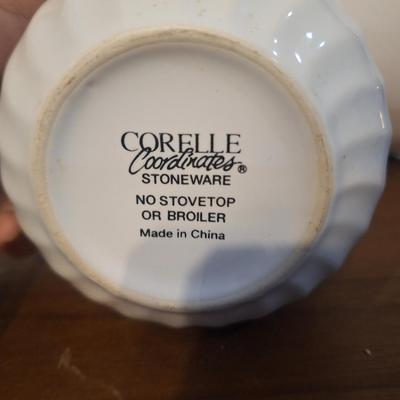 CORELLE
Coordinates®
STONEWARE
NO STOVETOP
OR BROILER
Made in China